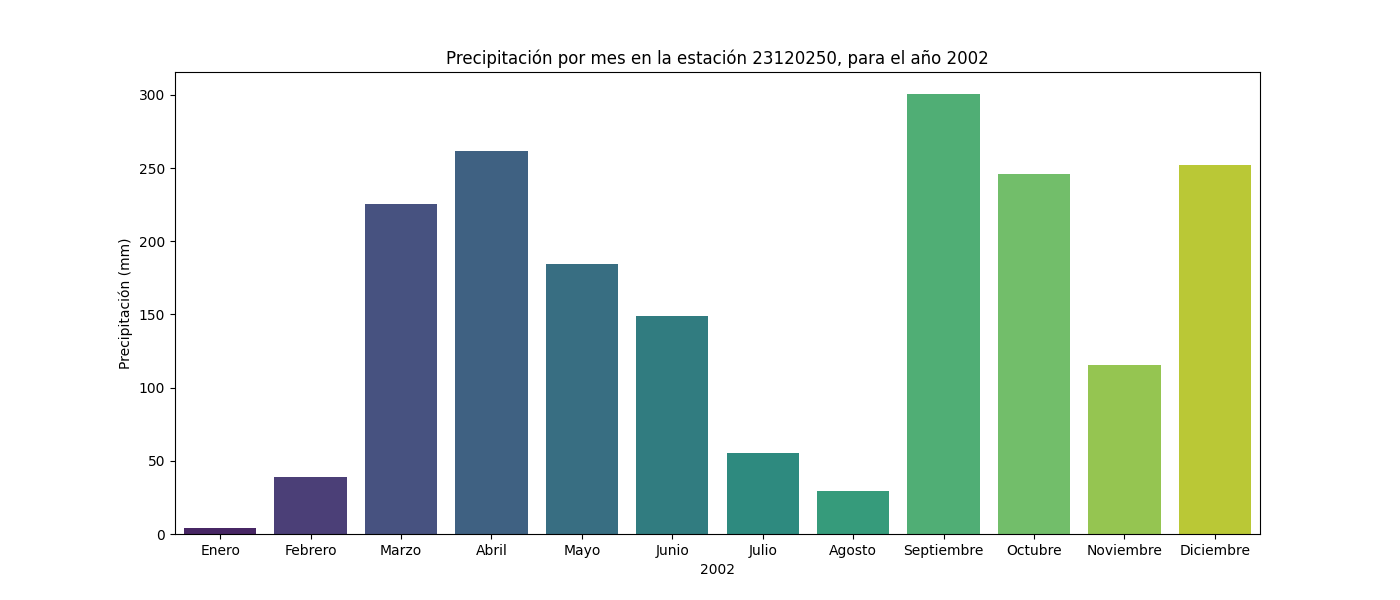 Precipitación por mes en la estación 23120250, para el año 2002
Precipitación (mm)
300
250
200
150
100
50
0
Enero Febrero Marzo Abril Mayo Junio Julio Agosto Septiembre Octubre Noviembre Diciembre
2002